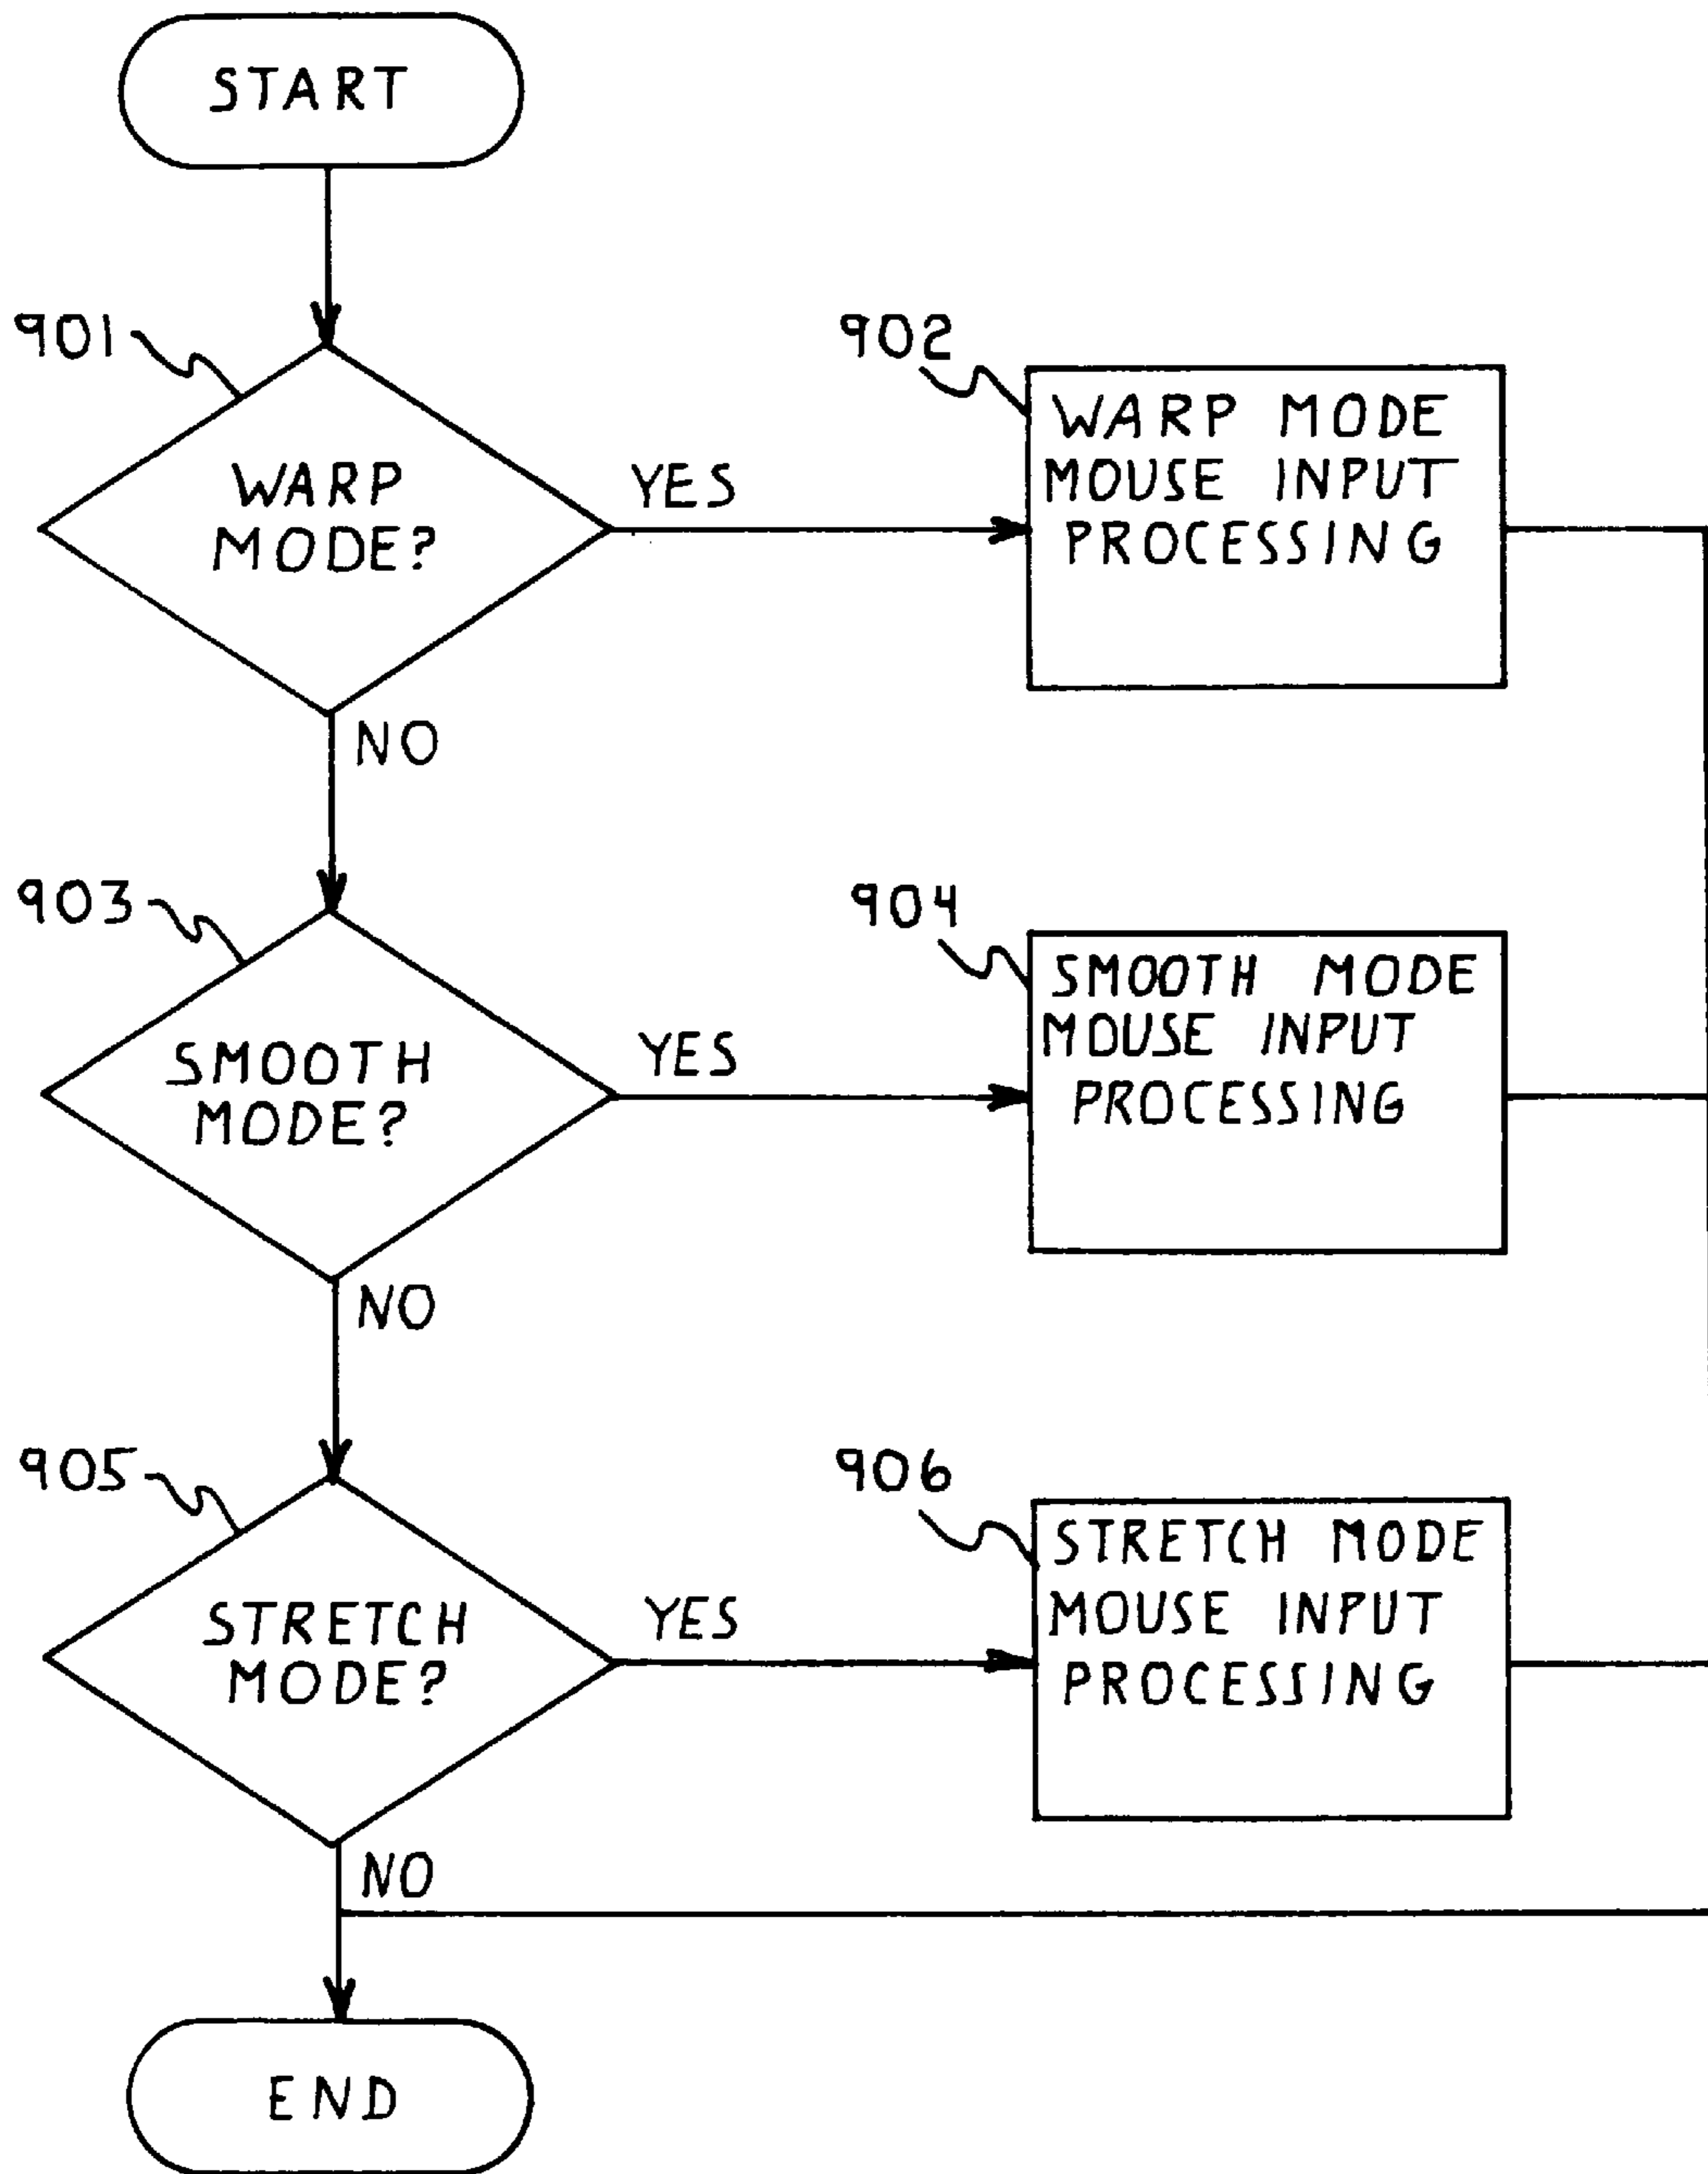 START
901
WARP
MODE?
YES
902
WARP MODE
MOUSE INPUT
PROCESSING
NO
903
SMOOTH
MODE?
YES
904
SMOOTH MODE
MOUSE INPUT
PROCESSING
NO
905
STRETCH
MODE?
YES
906
STRETCH MODE
MOUSE INPUT
PROCESSING
NO
END